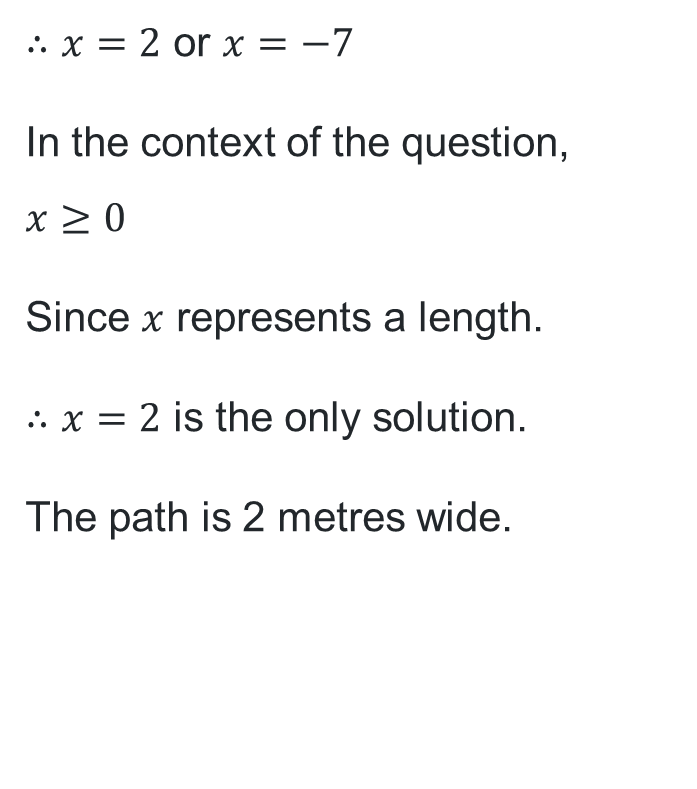 ∴ x = 2 or x = −7
In the context of the question,
x ≥ 0
Since x represents a length.
∴ x = 2 is the only solution.
The path is 2 metres wide.